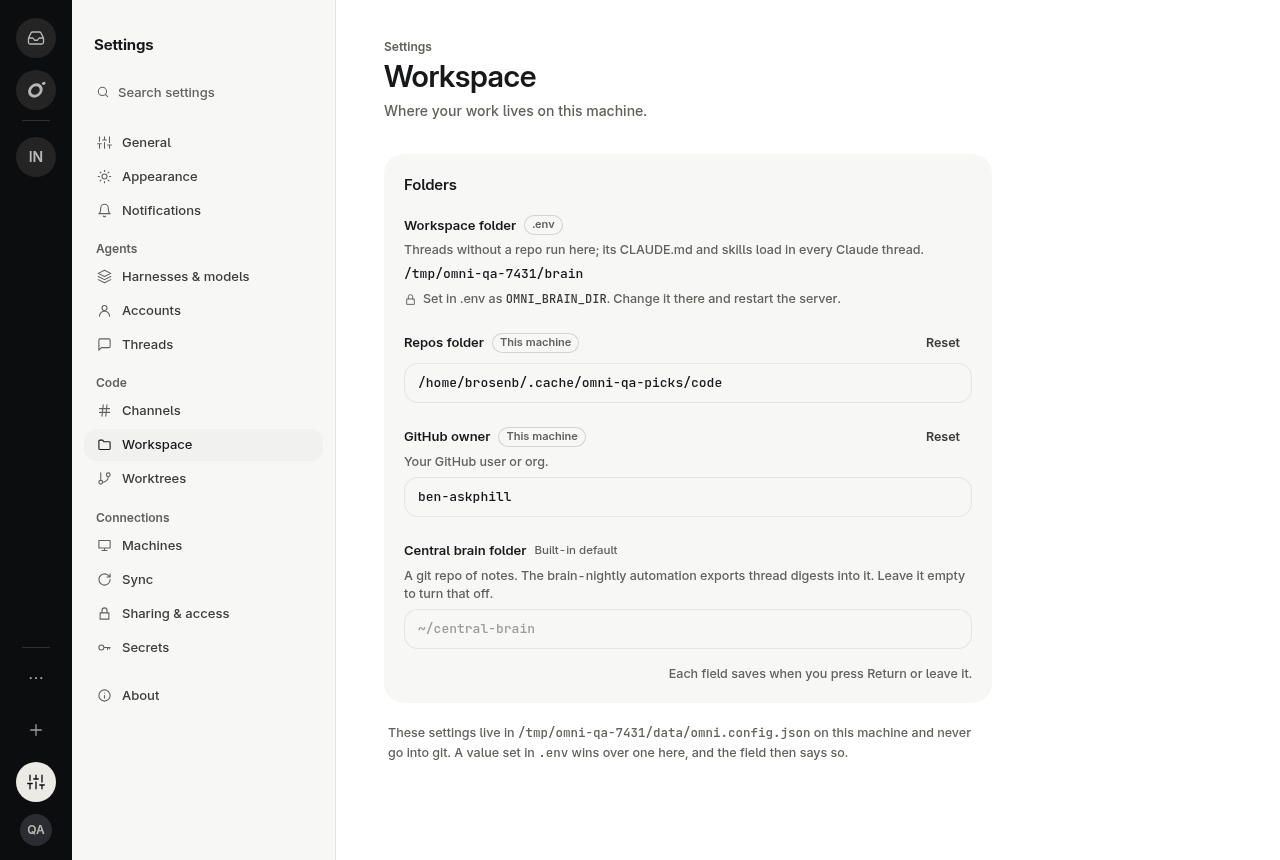 IN
QA
Settings
Search settings
General
Appearance
Notifications
Agents
Harnesses & models
Accounts
Threads
Code
Channels
Workspace
Worktrees
Connections
Machines
Sync
Sharing & access
Secrets
About
Settings
Workspace
Where your work lives on this machine.
Folders
Workspace folder .env
Threads without a repo run here; its CLAUDE.md and skills load in every Claude thread.
/tmp/omni-qa-7431/brain
Set in .env as OMNI_BRAIN_DIR. Change it there and restart the server.
Repos folder This machine Reset
/home/brosenb/.cache/omni-qa-picks/code
GitHub owner This machine Reset
Your GitHub user or org.
ben-askphill
Central brain folder Built-in default
A git repo of notes. The brain-nightly automation exports thread digests into it. Leave it empty
to turn that off.
~/central-brain
Each field saves when you press Return or leave it.
These settings live in /tmp/omni-qa-7431/data/omni.config.json on this machine and never
go into git. A value set in .env wins over one here, and the field then says so.